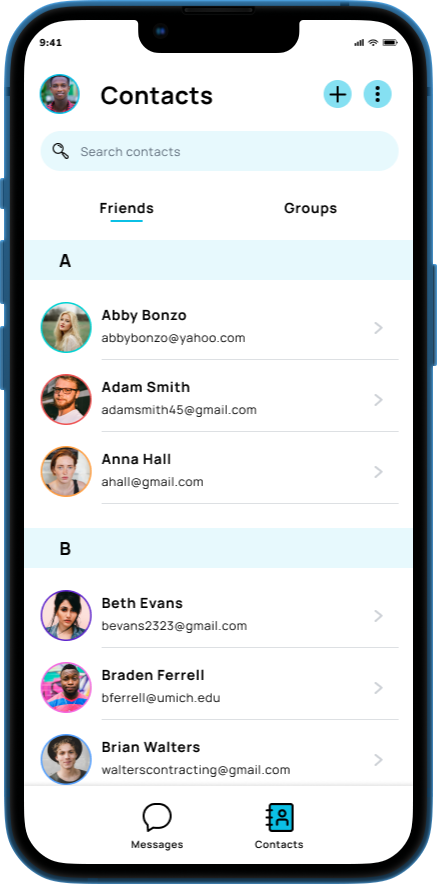 9:41
Contacts
Search contacts
Friends Groups
A
Abby Bonzo
abbybonzo@yahoo.com
Adam Smith
adamsmith45@gmail.com
Anna Hall
ahall@gmail.com
B
Beth Evans
bevans2323@gmail.com
Braden Ferrell
bferrell@umich.edu
Brian Walters
walterscontracting@gmail.com
Messages Contacts